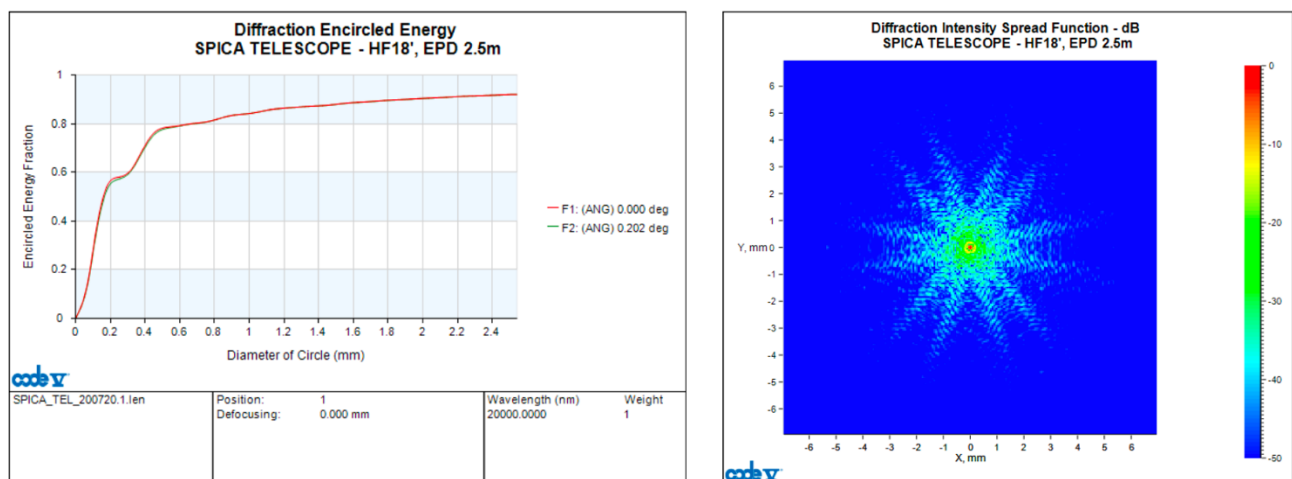 Diffraction Encircled Energy
SPICA TELESCOPE - HF18', EPD 2.5m
1
0.8
0.6
0.4
0.2
0
Encircled Energy Fraction
0 0.2 0.4 0.6 0.8 1 1.2 1.4 1.6 1.8 2 2.2 2.4
Diameter of Circle (mm)
F1: (ANG) 0.000 deg
F2: (ANG) 0.202 deg
code V
SPICA_TEL_200720.1.len
Position: 1
Defocusing: 0.000 mm
Wavelength (nm) Weight
20000.0000 1
Diffraction Intensity Spread Function - dB
SPICA TELESCOPE - HF18', EPD 2.5m
6
5
4
3
2
1
Y, mm 0
-1
-2
-3
-4
-5
-6
-6 -5 -4 -3 -2 -1 0 1 2 3 4 5 6
X, mm
0
-10
-20
-30
-40
-50
code V